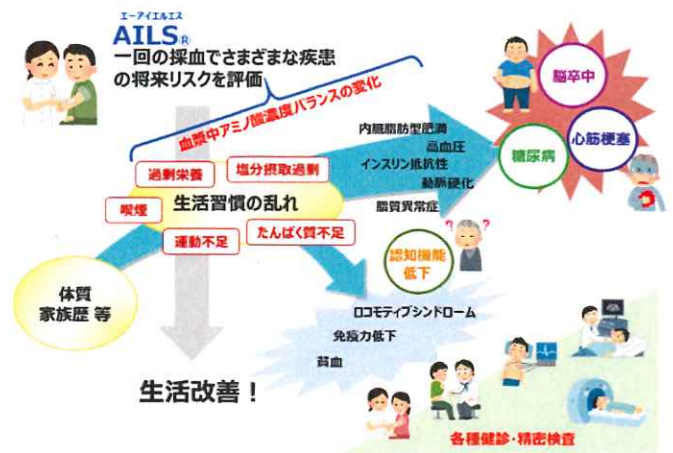 エーアイエルエス
AILS®
一回の採血でさまざまな疾患
の将来リスクを評価
血漿中アミノ酸濃度バランスの変化
脳卒中
内臓脂肪型肥満
高血圧
インスリン抵抗性
動脈硬化
脂質異常症
糖尿病
心筋梗塞
過剰栄養
塩分摂取過剰
喫煙
生活習慣の乱れ
運動不足
たんぱく質不足
認知機能
低下
体質
家族歴 等
ロコモティブシンドローム
免疫力低下
貧血
生活改善！
各種健診・精密検査